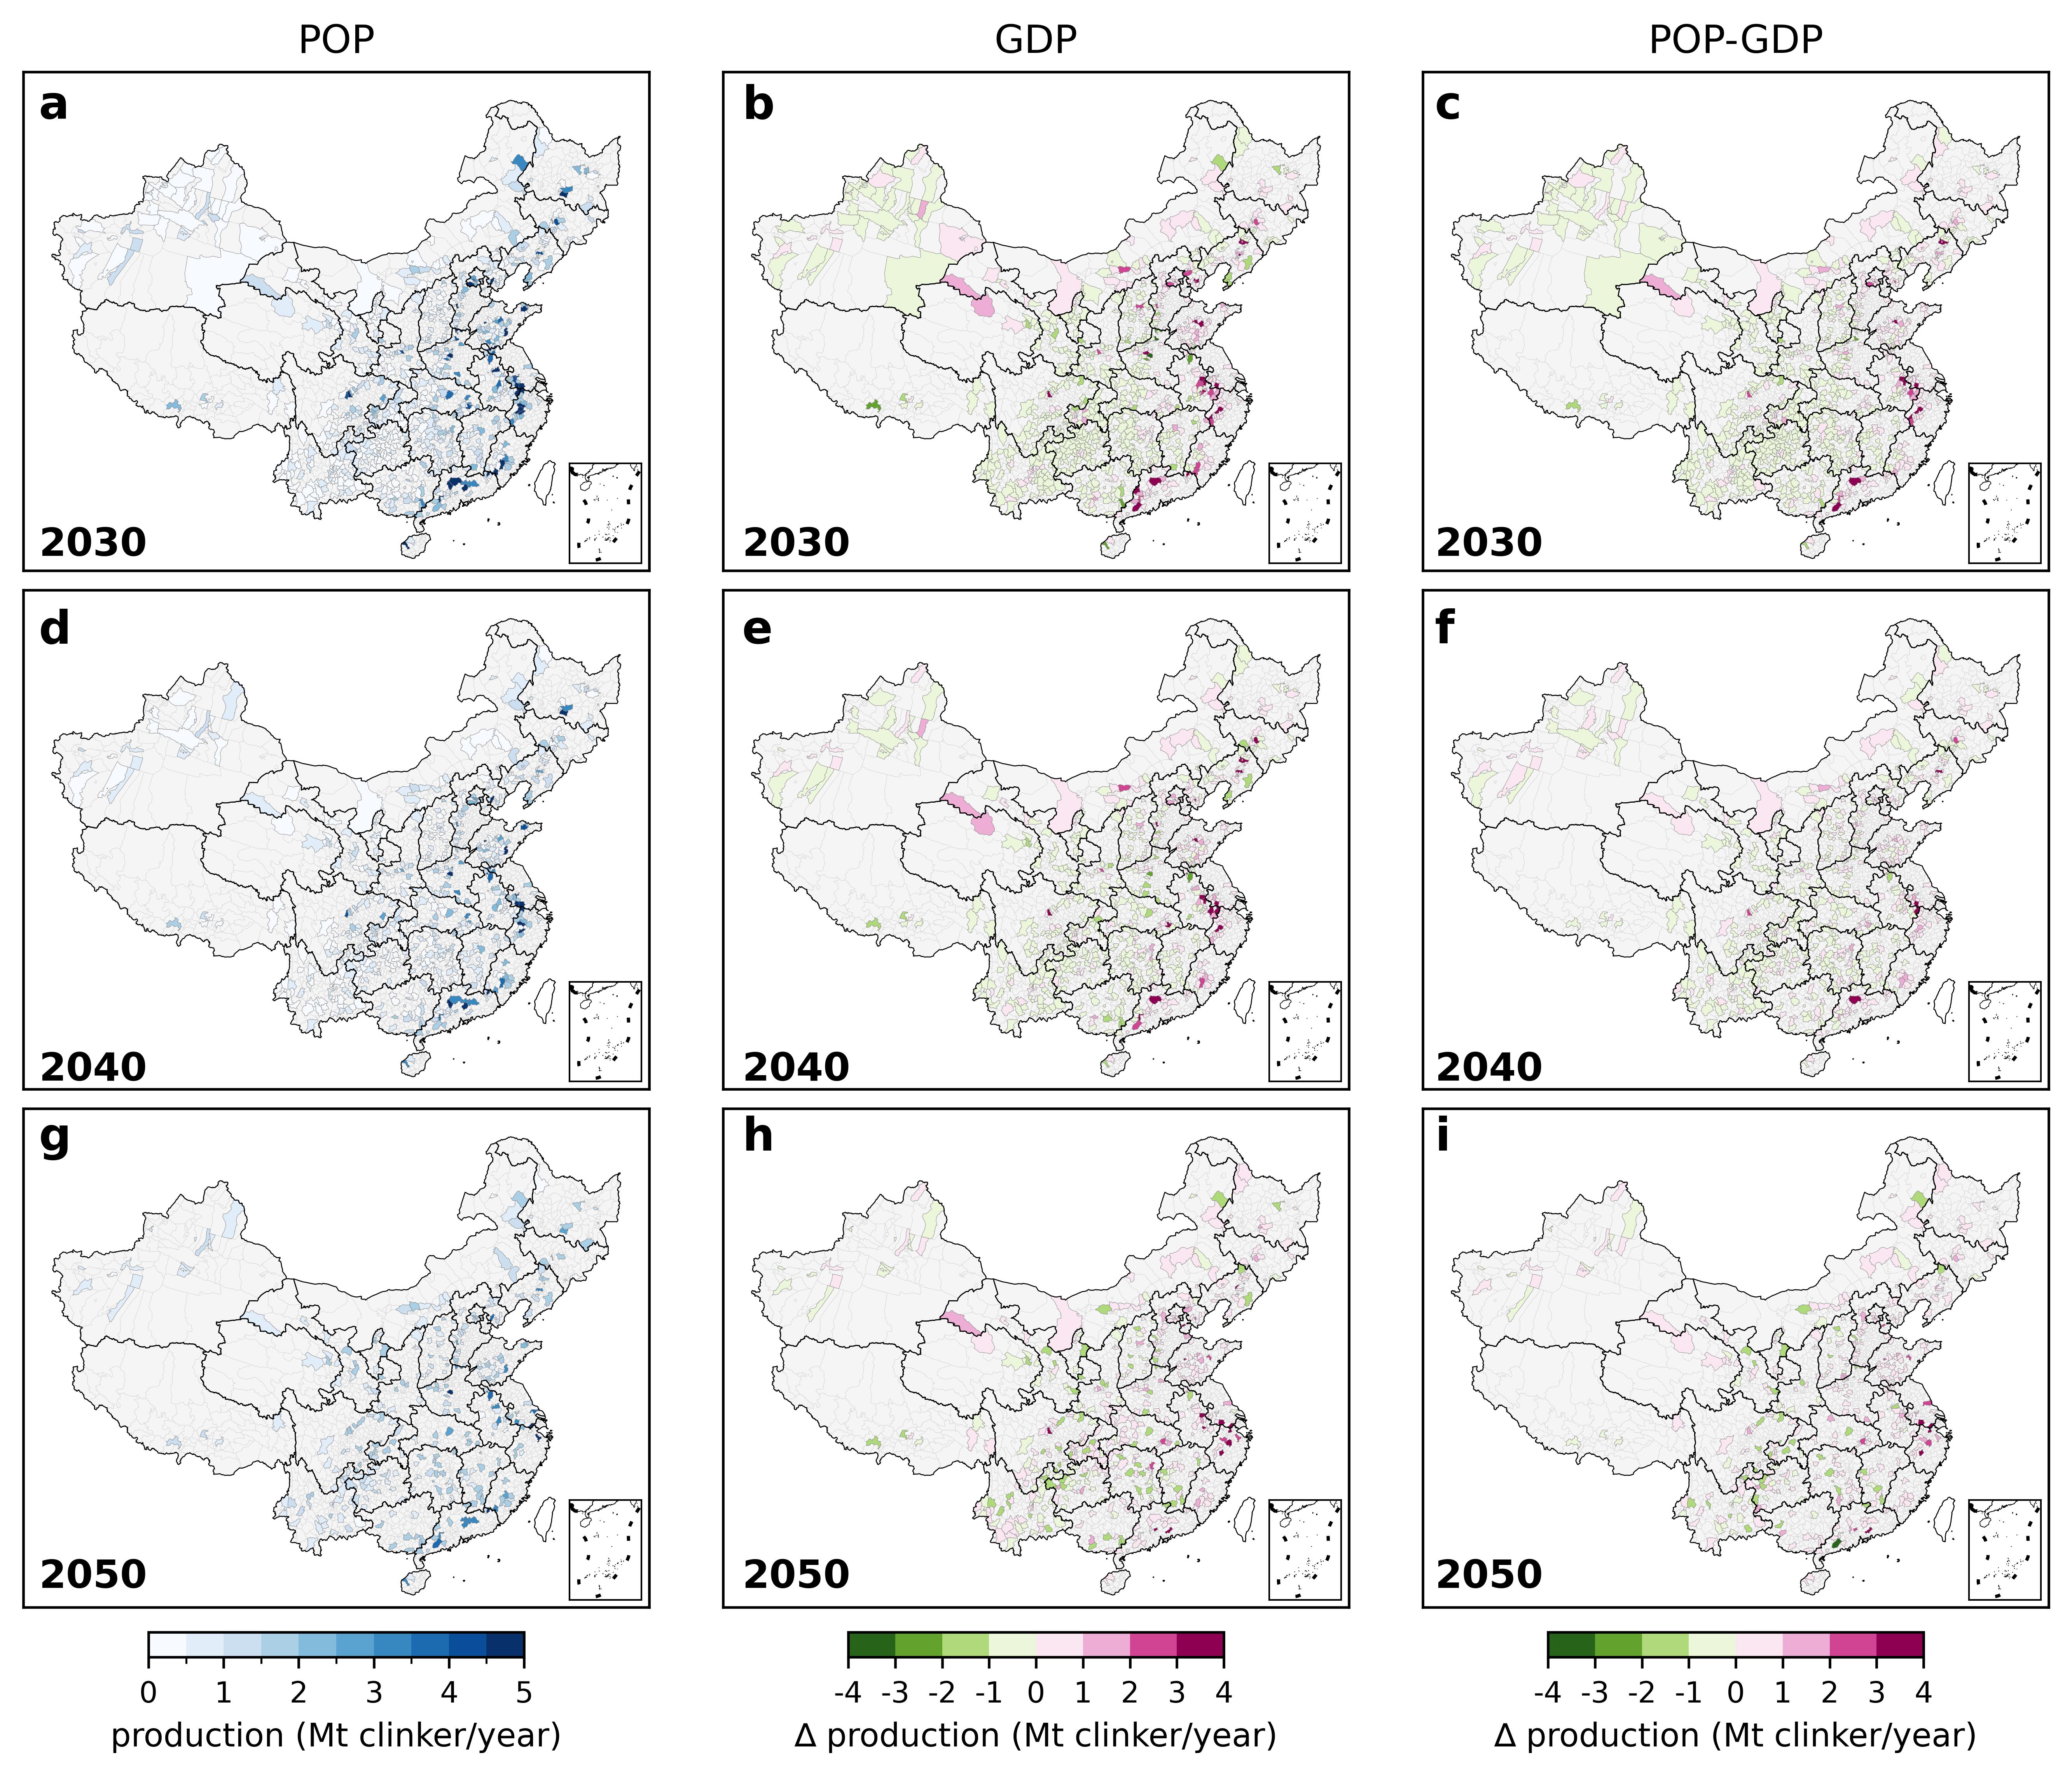 POP GDP POP-GDP
a b c
2030 2030 2030
d e f
2040 2040 2040
g h i
2050 2050 2050
0 1 2 3 4 5 -4 -3 -2 -1 0 1 2 3 4 -4 -3 -2 -1 0 1 2 3 4
production (Mt clinker/year) Δ production (Mt clinker/year) Δ production (Mt clinker/year)